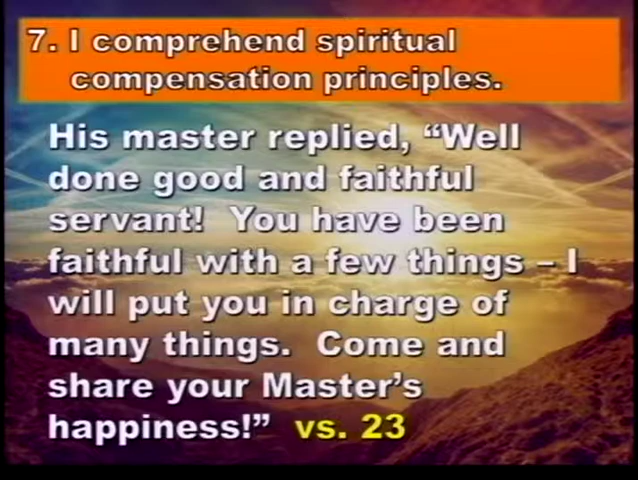 7. I comprehend spiritual
compensation principles.
His master replied, “Well
done good and faithful
servant!  You have been
faithful with a few things – I
will put you in charge of
many things.  Come and
share your Master’s
happiness!”  vs. 23